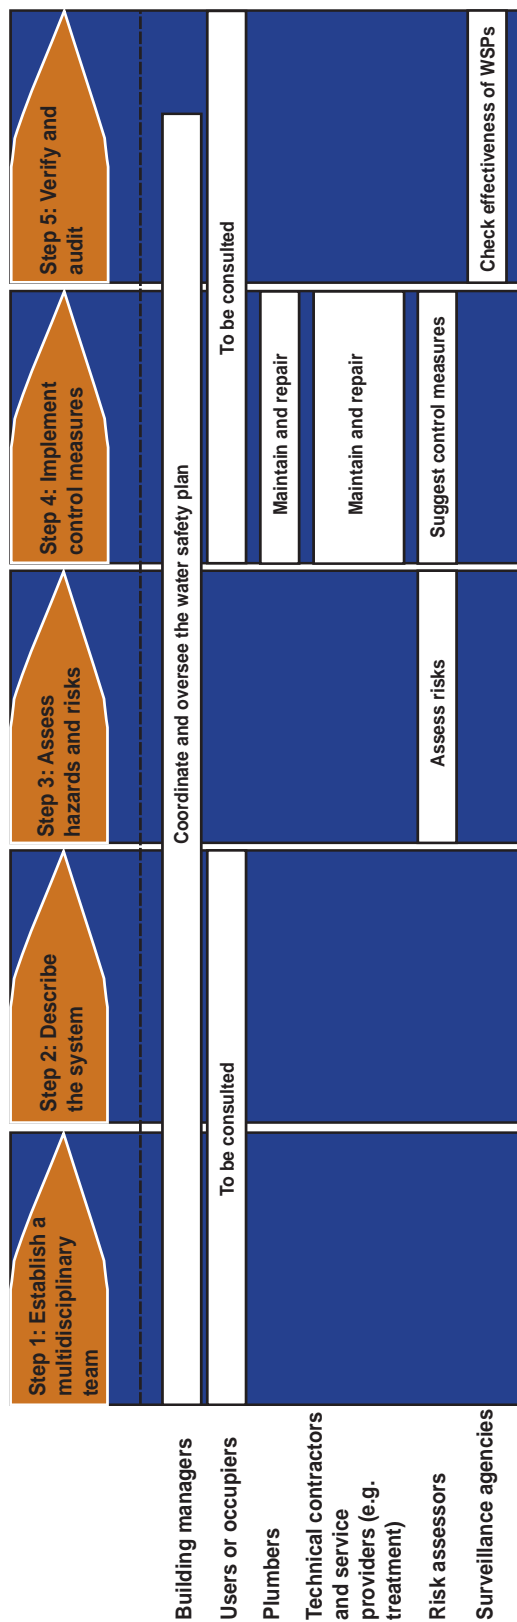 Step 1: Establish a
multidisciplinary
team
Step 2: Describe
the system
Step 3: Assess
hazards and risks
Step 4: Implement
control measures
Step 5: Verify and
audit
Building managers
Coordinate and oversee the water safety plan
Users or occupiers
To be consulted
To be consulted
Plumbers
Maintain and repair
Technical contractors
and service
providers (e.g.
treatment)
Maintain and repair
Risk assessors
Assess risks
Suggest control measures
Surveillance agencies
Check effectiveness of WSPs